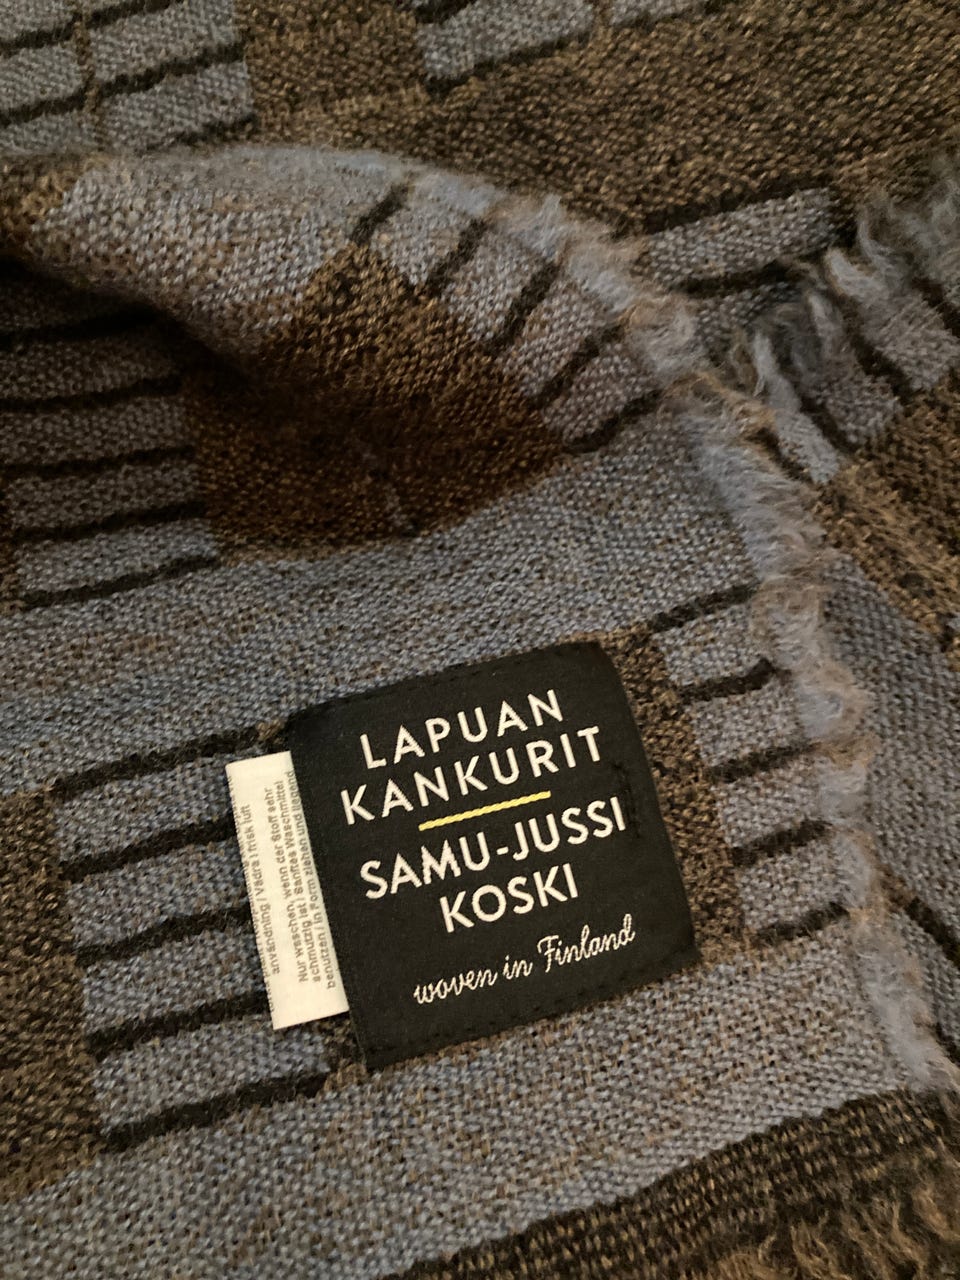 LAPUAN
KANKURIT
SAMU-JUSSI
KOSKI
woven in Finland
användning | Vädra i frisk luft
Nur waschen, wenn der Stoff sehr
schmutzig ist | Sanftes Waschmittel
benutzen | In Form ziehen und liegend